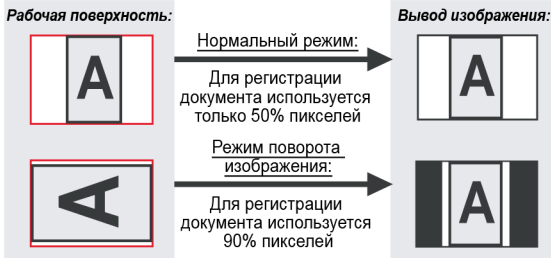 Рабочая поверхность:
Вывод изображения:
А
Нормальный режим:
Для регистрации
документа используется
только 50% пикселей
А
А
Режим поворота
изображения:
Для регистрации
документа используется
90% пикселей
А